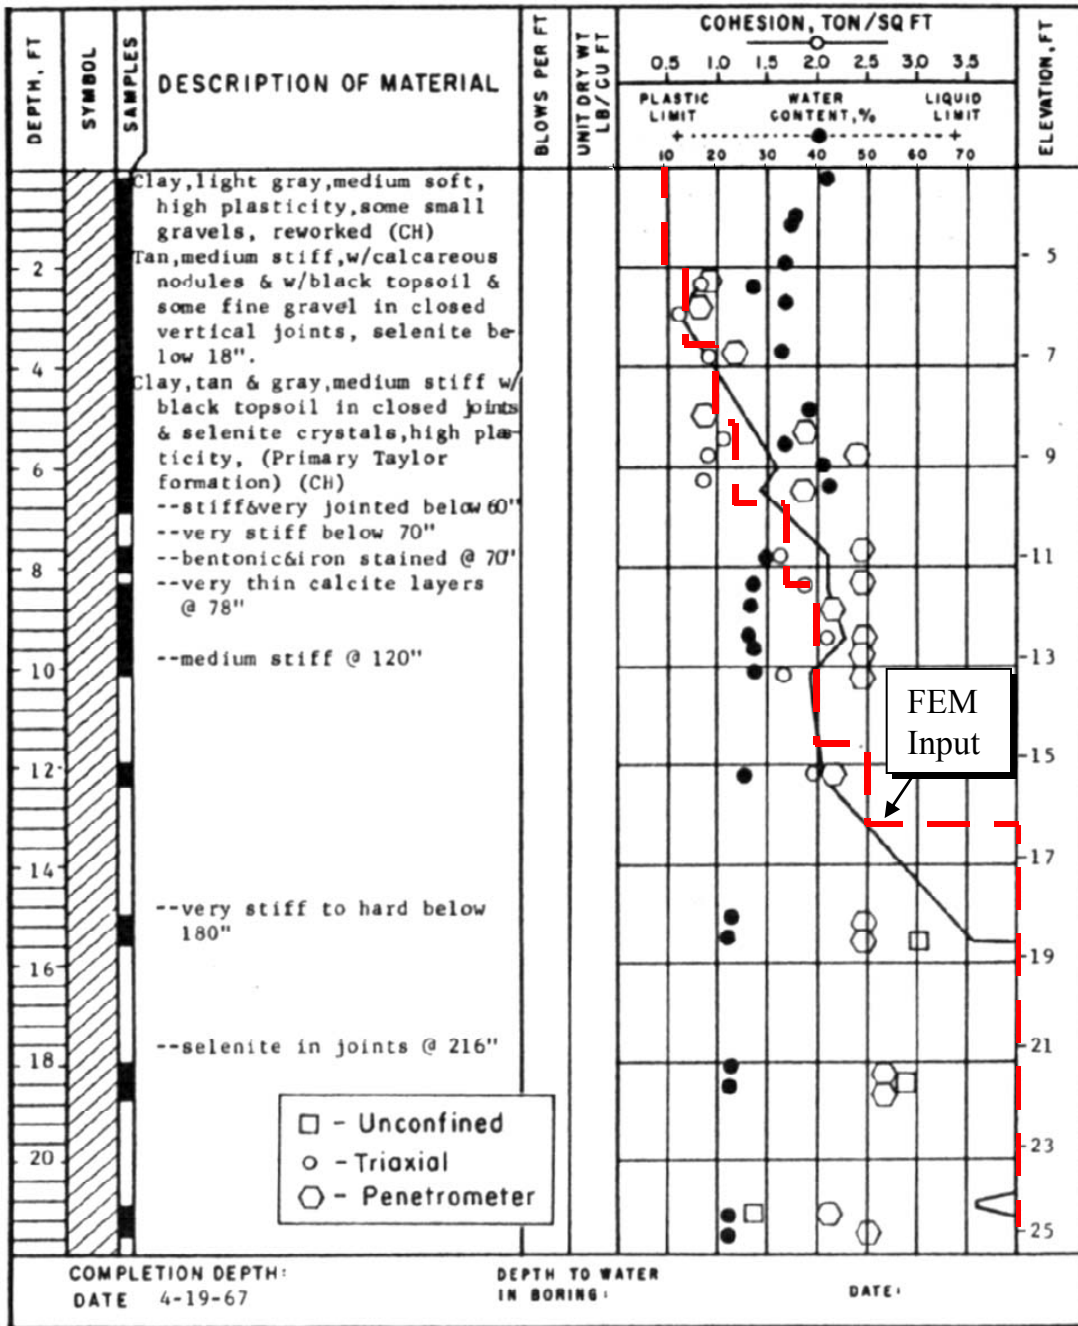 DEPTH, FT
SYMBOL
SAMPLES
DESCRIPTION OF MATERIAL
BLOWS PER FT
UNIT DRY WT
LB/CU FT
COHESION, TON/SQ FT
0.5 1.0 1.5 2.0 2.5 3.0 3.5
PLASTIC
LIMIT
WATER
CONTENT, %
LIQUID
LIMIT
10 20 30 40 50 60 70
ELEVATION, FT
Clay, light gray, medium soft,
high plasticity, some small
gravels, reworked (CH)
Tan, medium stiff, w/calcareous
nodules & w/black topsoil &
some fine gravel in closed
vertical joints, selenite be-
low 18".
Clay, tan & gray, medium stiff w/
black topsoil in closed joints
& selenite crystals, high plas-
ticity, (Primary Taylor
formation) (CH)
--stiff&very jointed below 60"
--very stiff below 70"
--bentonic&iron stained @ 70"
--very thin calcite layers
@ 78"
--medium stiff @ 120"
--very stiff to hard below
180"
--selenite in joints @ 216"
2
4
6
8
10
12
14
16
18
20
5
7
9
11
13
15
17
19
21
23
25
FEM
Input
□ - Unconfined
○ - Triaxial
⬡ - Penetrometer
COMPLETION DEPTH:
DATE 4-19-67
DEPTH TO WATER
IN BORING:
DATE: